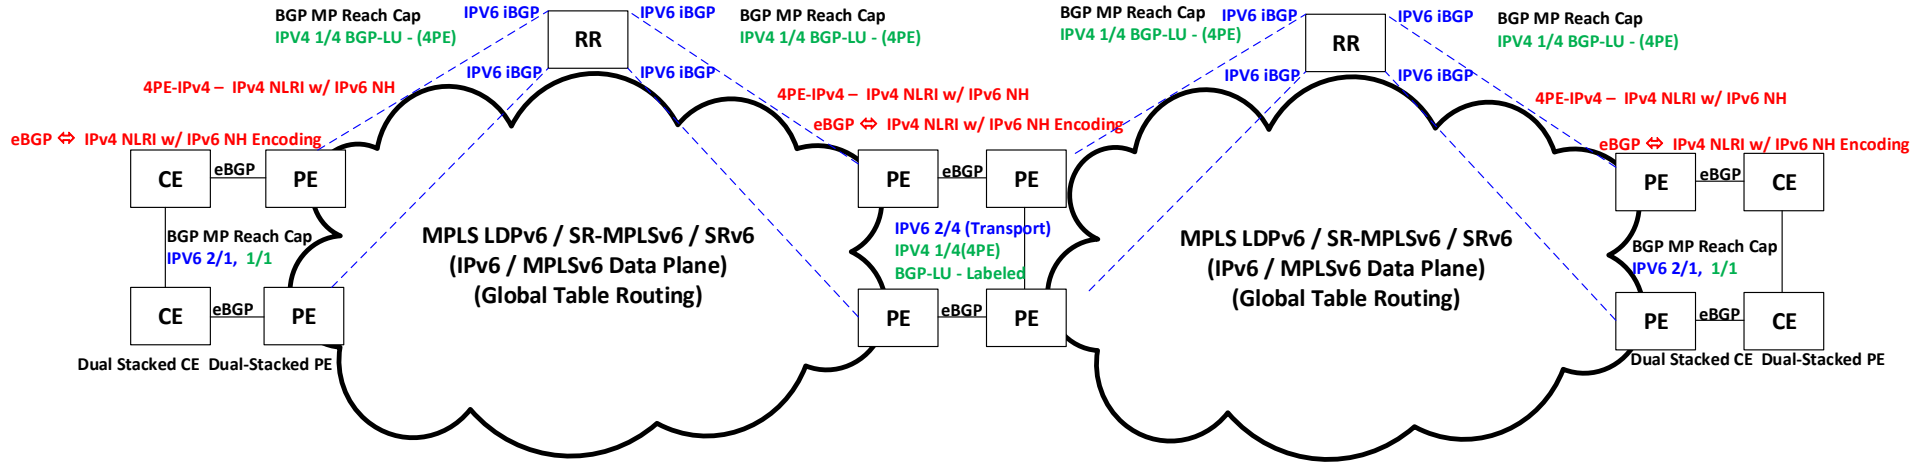 BGP MP Reach Cap
IPV4 1/4 BGP-LU - (4PE)
IPV6 iBGP
RR
IPV6 iBGP
BGP MP Reach Cap
IPV4 1/4 BGP-LU - (4PE)
IPV6 iBGP
IPV6 iBGP
4PE-IPv4 – IPv4 NLRI w/ IPv6 NH
eBGP ⇔ IPv4 NLRI w/ IPv6 NH Encoding
4PE-IPv4 – IPv4 NLRI w/ IPv6 NH
eBGP ⇔ IPv4 NLRI w/ IPv6 NH Encoding
CE
eBGP
PE
BGP MP Reach Cap
IPV6 2/1, 1/1
CE
eBGP
PE
Dual Stacked CE Dual-Stacked PE
MPLS LDPv6 / SR-MPLSv6 / SRv6
(IPv6 / MPLSv6 Data Plane)
(Global Table Routing)
PE
eBGP
PE
IPV6 2/4 (Transport)
IPV4 1/4(4PE)
BGP-LU - Labeled
PE
eBGP
PE
BGP MP Reach Cap
IPV4 1/4 BGP-LU - (4PE)
IPV6 iBGP
RR
IPV6 iBGP
BGP MP Reach Cap
IPV4 1/4 BGP-LU - (4PE)
IPV6 iBGP
IPV6 iBGP
4PE-IPv4 – IPv4 NLRI w/ IPv6 NH
eBGP ⇔ IPv4 NLRI w/ IPv6 NH Encoding
MPLS LDPv6 / SR-MPLSv6 / SRv6
(IPv6 / MPLSv6 Data Plane)
(Global Table Routing)
PE
eBGP
CE
BGP MP Reach Cap
IPV6 2/1, 1/1
PE
eBGP
CE
Dual Stacked CE Dual-Stacked PE